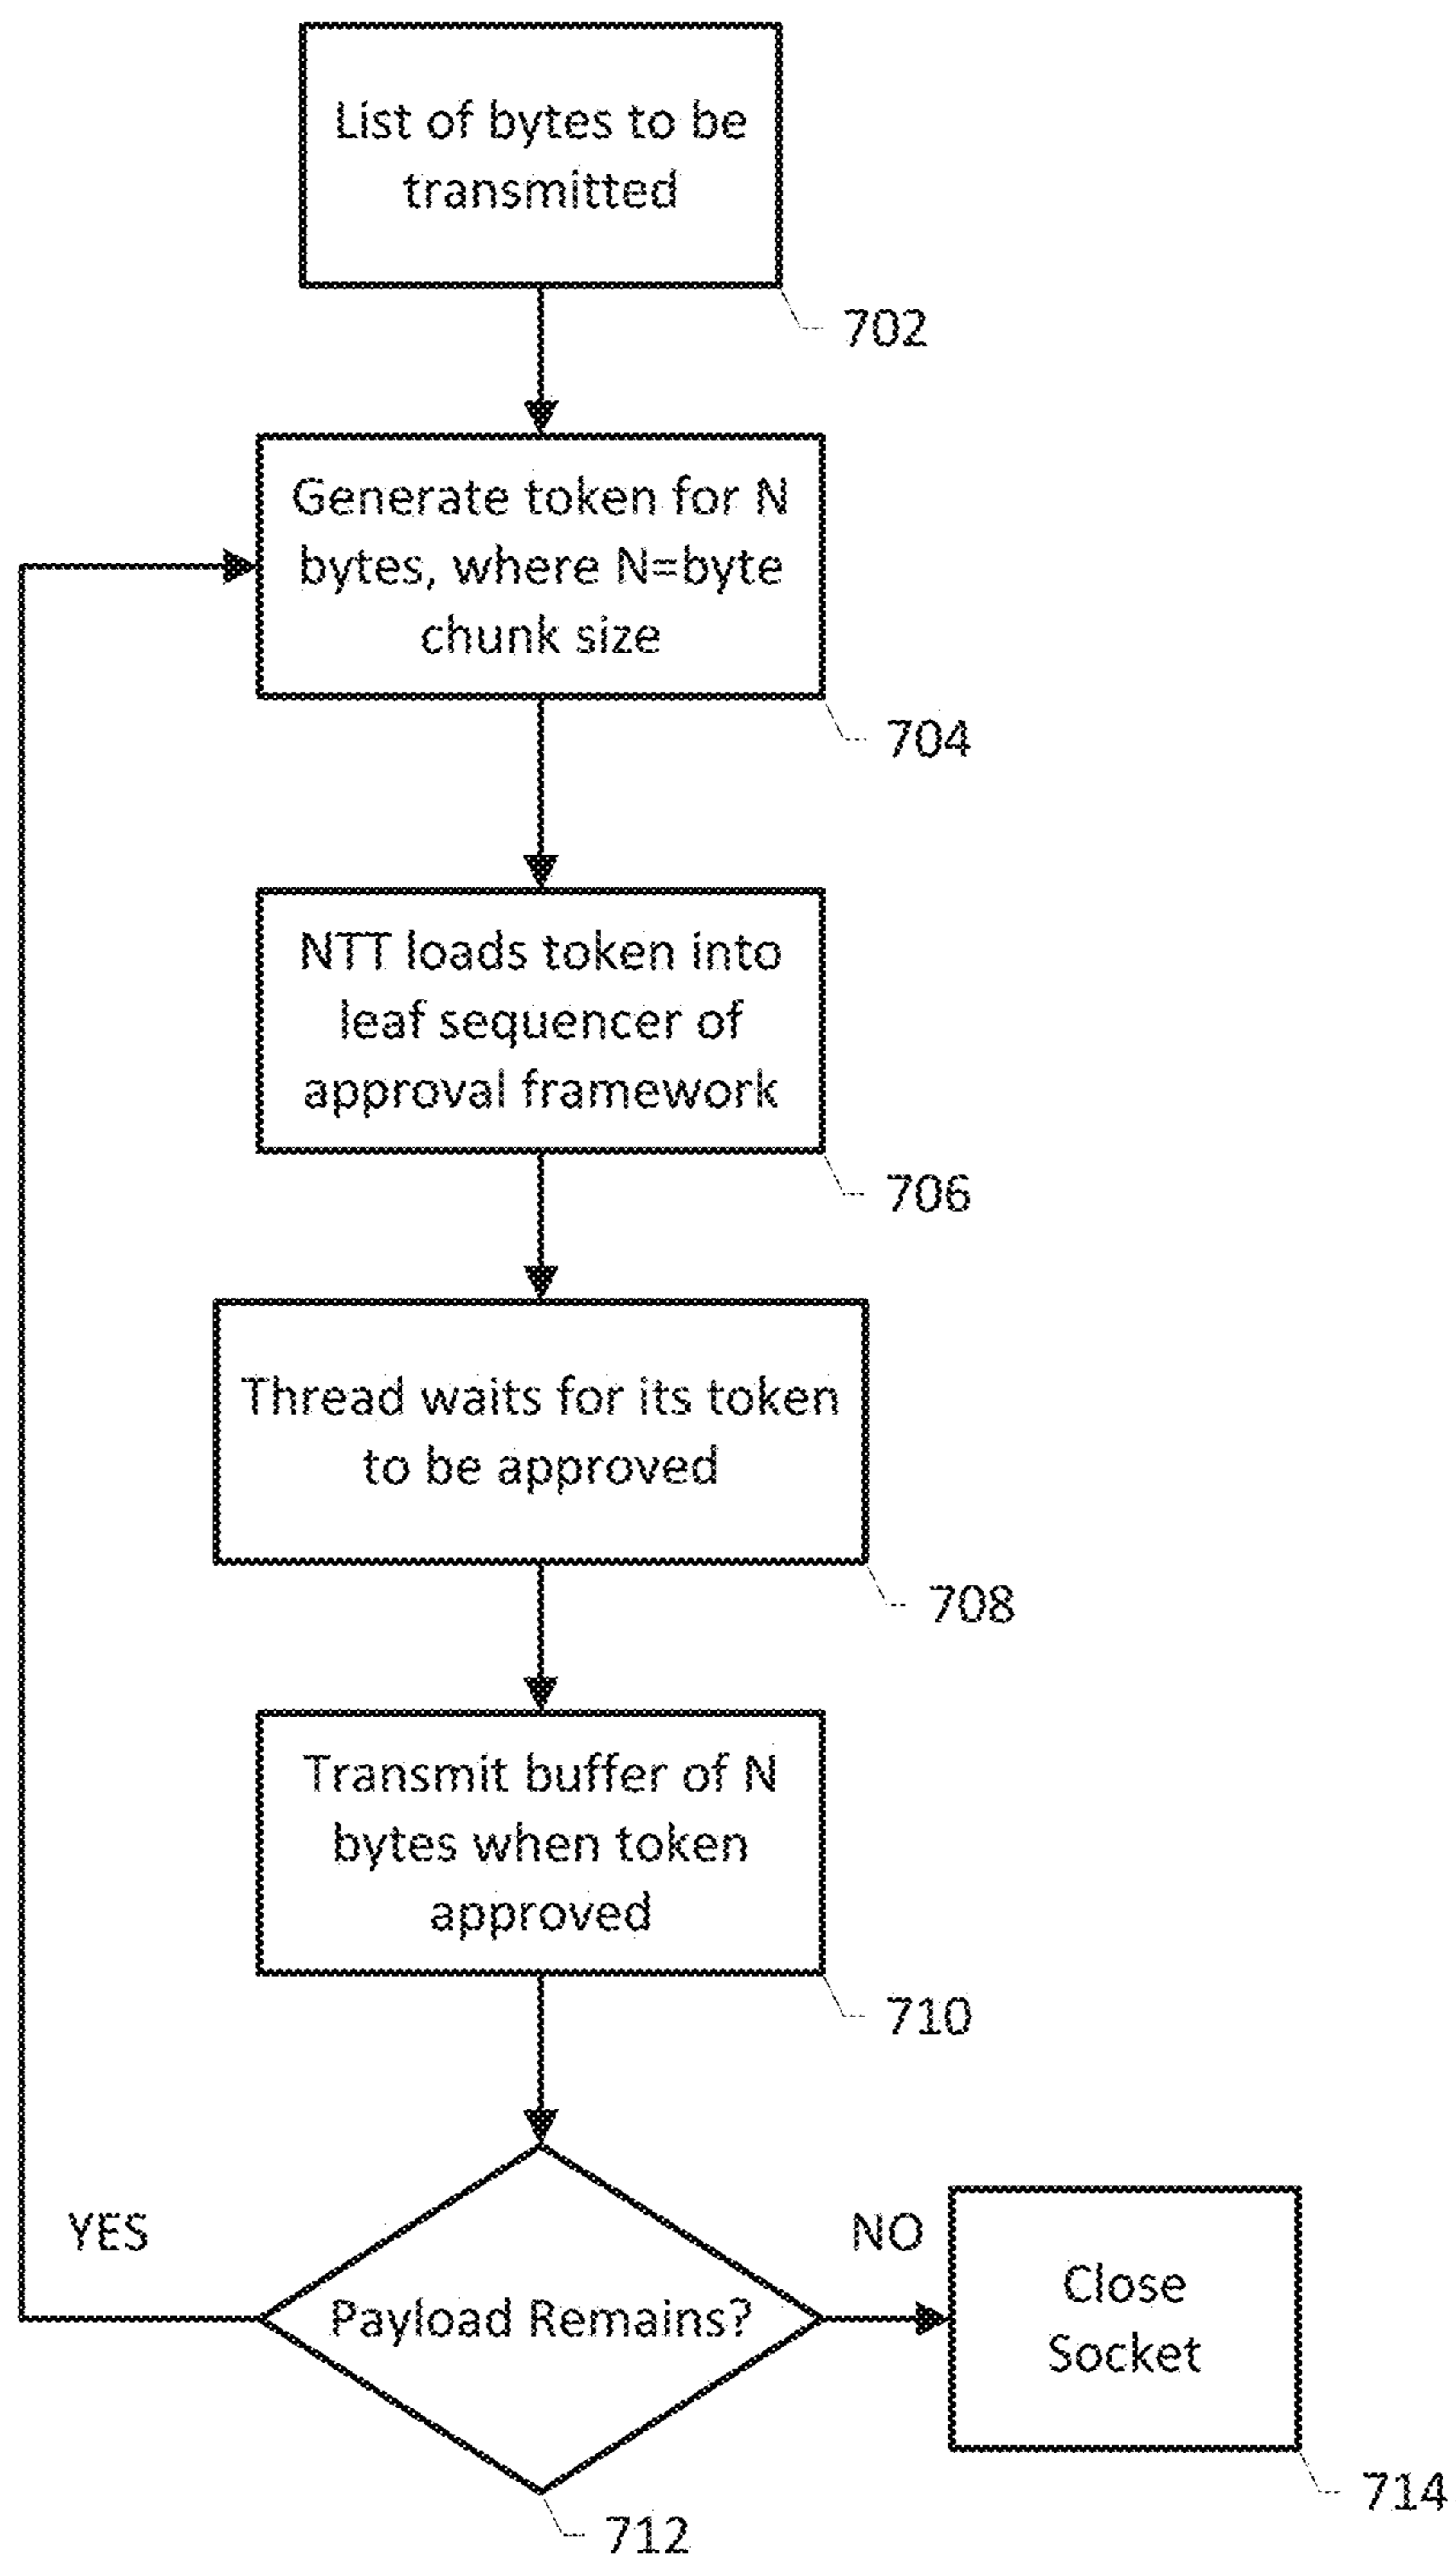 List of bytes to be
transmitted
702
Generate token for N
bytes, where N=byte
chunk size
704
NTT loads token into
leaf sequencer of
approval framework
706
Thread waits for its token
to be approved
708
Transmit buffer of N
bytes when token
approved
710
YES
NO
Payload Remains?
Close
Socket
714
712